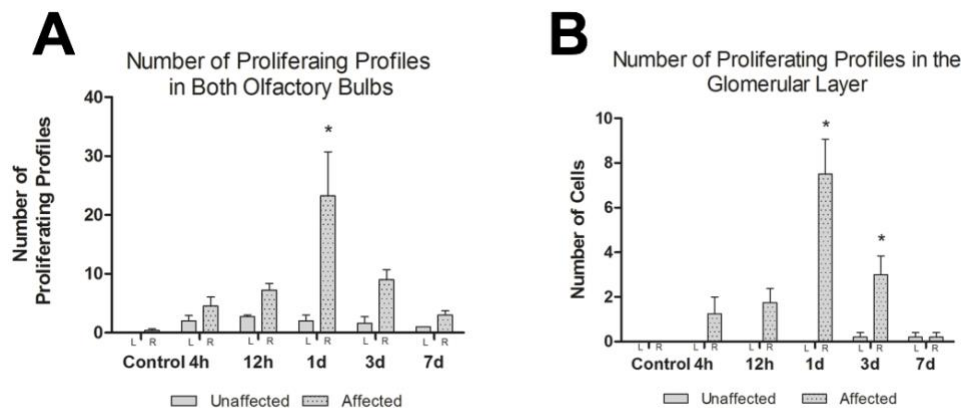 A
Number of Proliferaing Profiles
in Both Olfactory Bulbs
Number of
Proliferating Profiles
40
30
20
10
0
*
L R L R L R L R L R L R
Control 4h 12h 1d 3d 7d
Unaffected Affected
B
Number of Proliferating Profiles in the
Glomerular Layer
Number of Cells
10
8
6
4
2
0
*
*
L R L R L R L R L R L R
Control 4h 12h 1d 3d 7d
Unaffected Affected